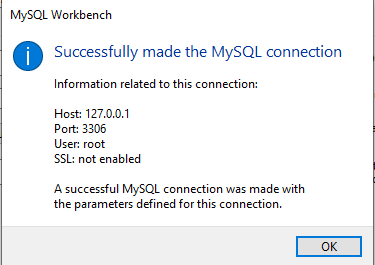 MySQL Workbench
Successfully made the MySQL connection
Information related to this connection:
Host: 127.0.0.1
Port: 3306
User: root
SSL: not enabled
A successful MySQL connection was made with
the parameters defined for this connection.
OK